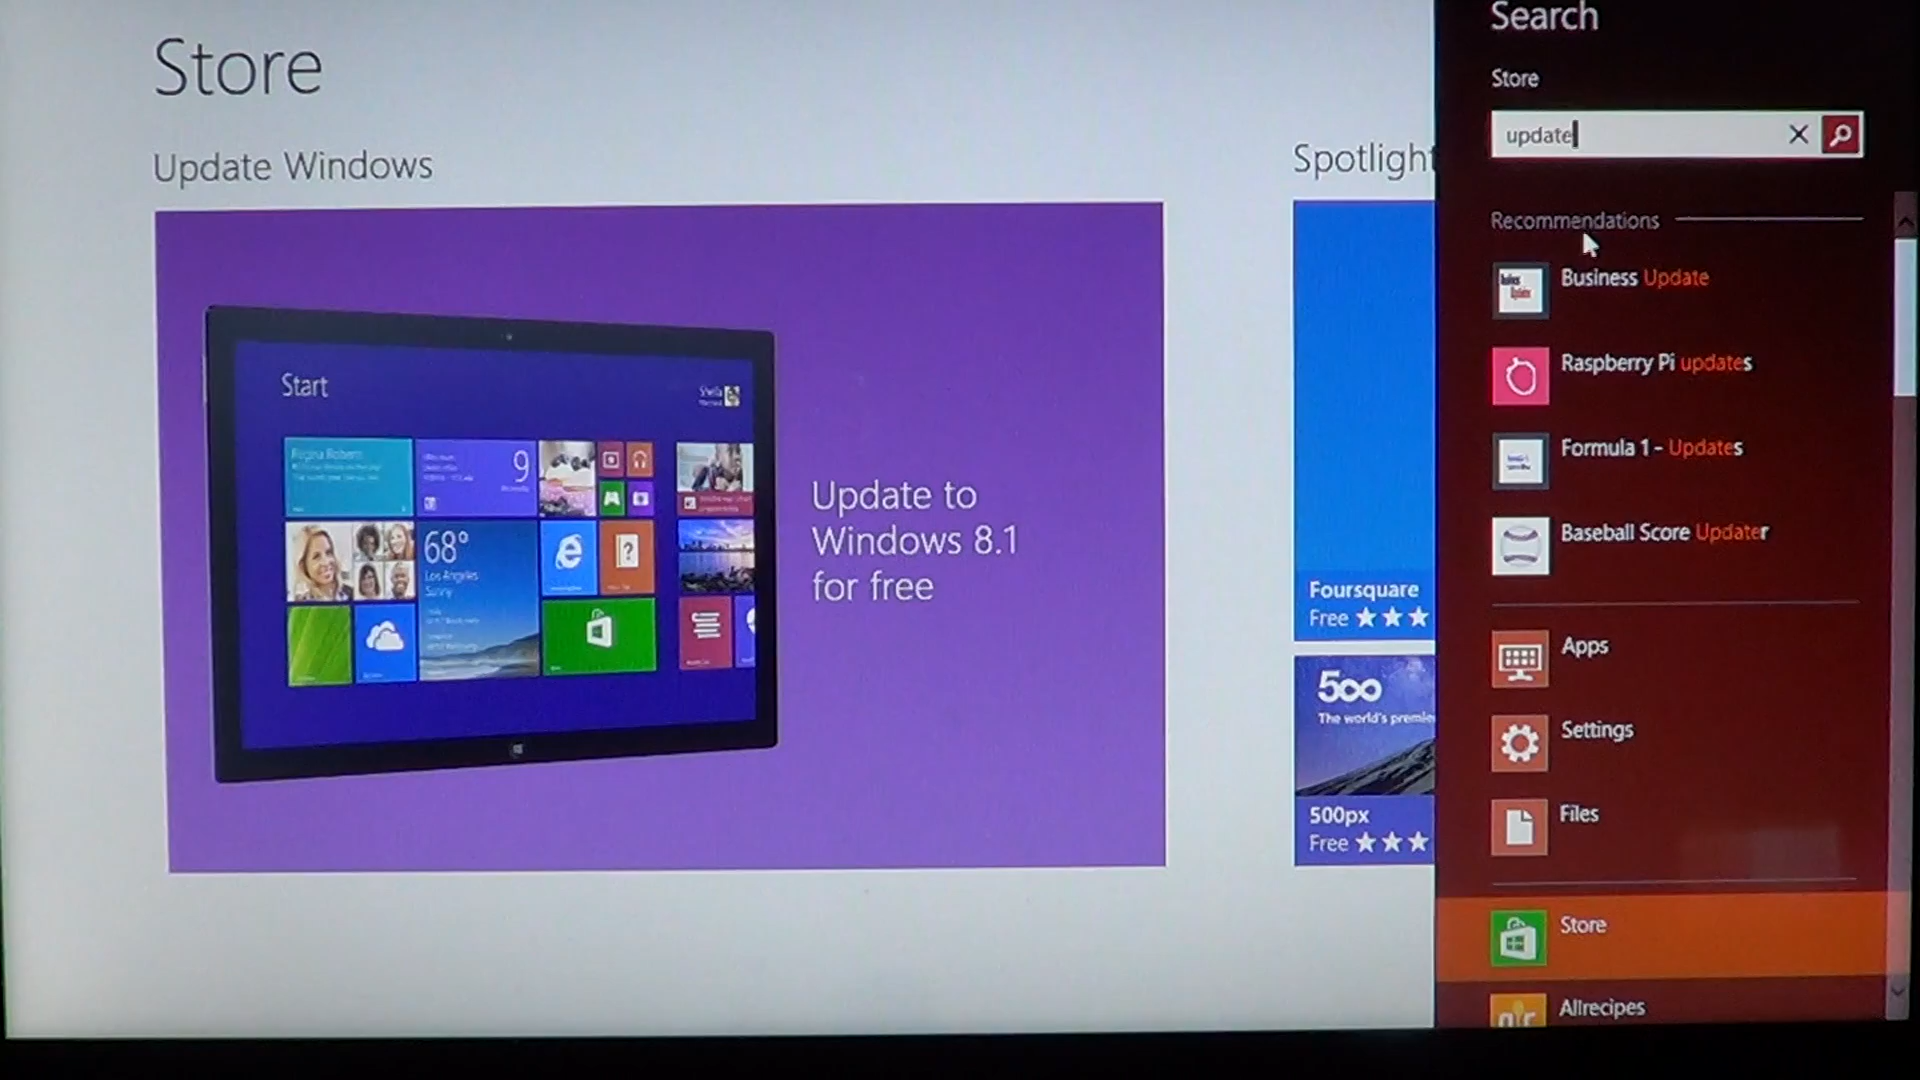 Store
Update Windows
Start
9
68°
Los Angeles
Sunny
Update to
Windows 8.1
for free
Spotlight
Foursquare
Free
500
The world's premie
500px
Free
Search
Store
update
Recommendations
Business Update
Raspberry Pi updates
Formula 1 - Updates
Baseball Score Updater
Apps
Settings
Files
Store
Allrecipes